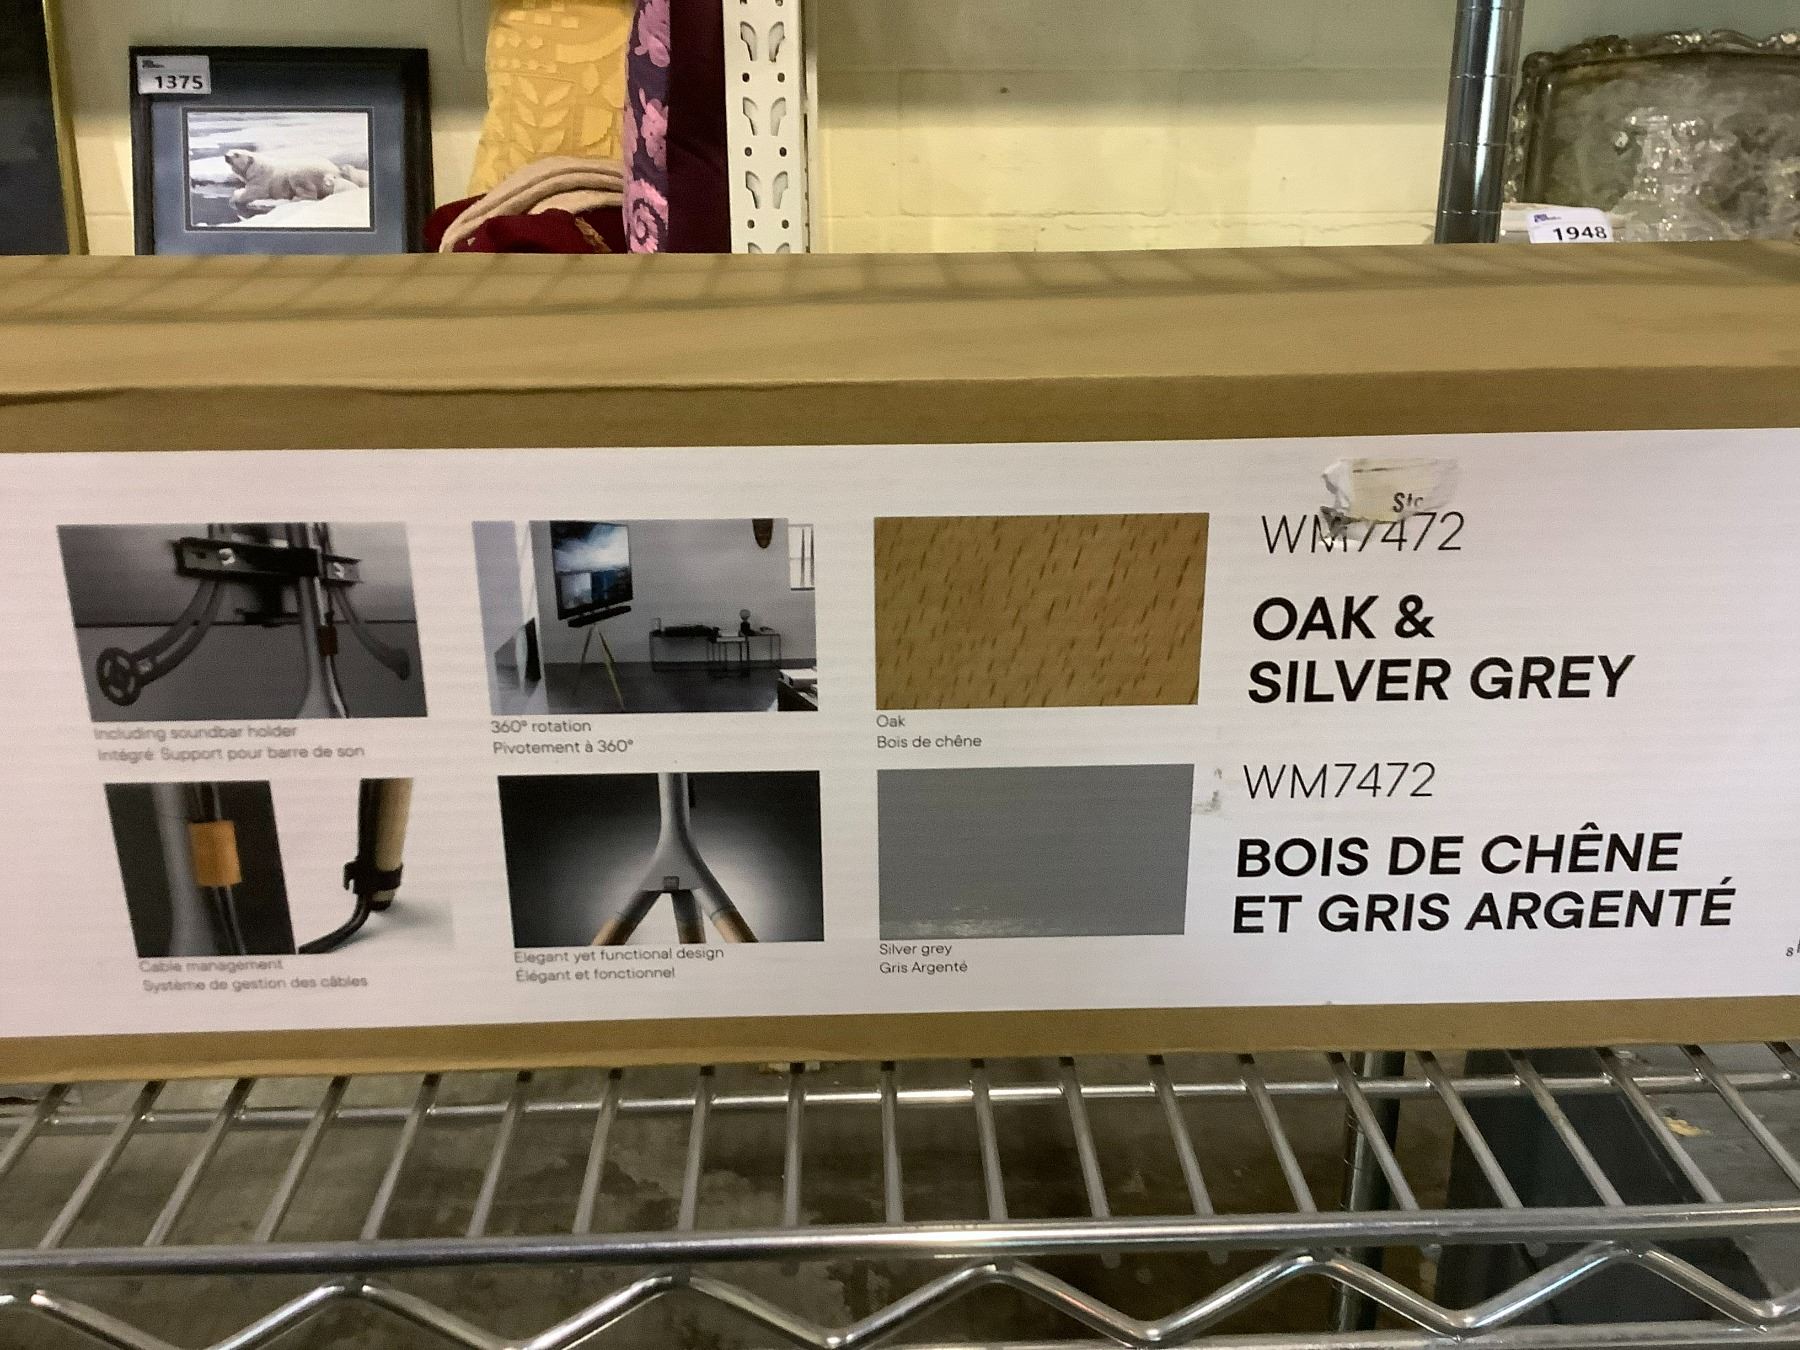 1375
1948
Stc
WM7472
OAK &
SILVER GREY
WM7472
BOIS DE CHÊNE
ET GRIS ARGENTÉ
Including soundbar holder
Intégré Support pour barre de son
360° rotation
Pivotement à 360°
Oak
Bois de chêne
Cable management
Système de gestion des câbles
Elegant yet functional design
Élégant et fonctionnel
Silver grey
Gris Argenté